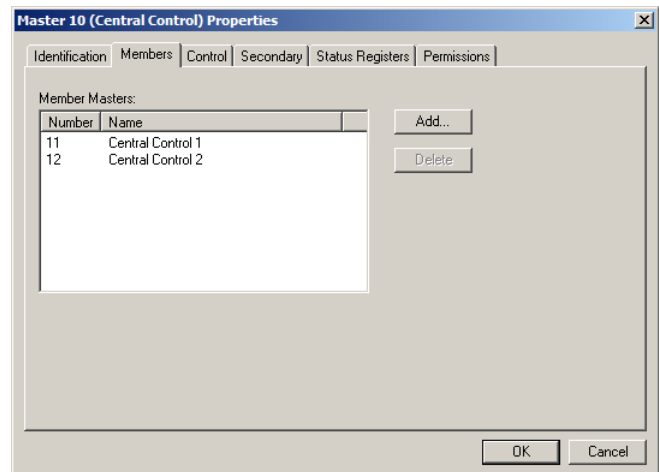 Master 10 (Central Control) Properties
Identification Members Control Secondary Status Registers Permissions
Member Masters:
Number Name
Add...
11 Central Control 1
12 Central Control 2
Delete
OK Cancel